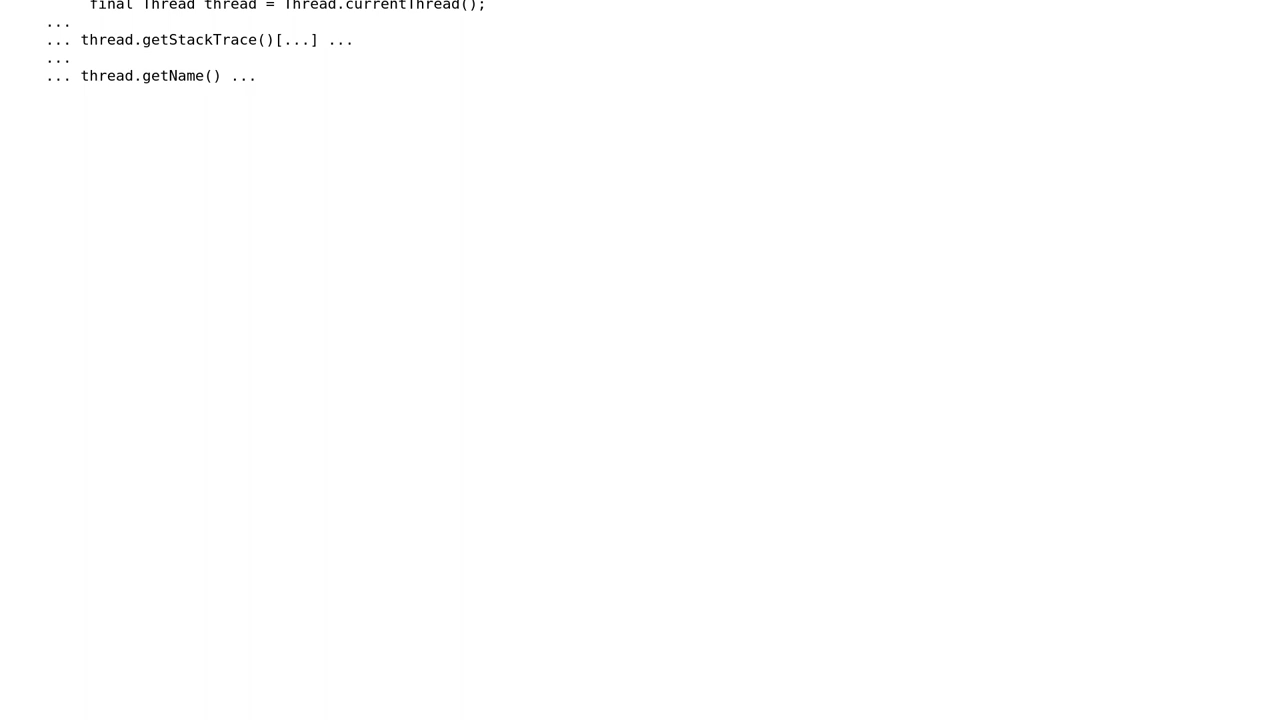 final Thread thread = Thread.currentThread();
...
... thread.getStackTrace()[...] ...
...
... thread.getName() ...